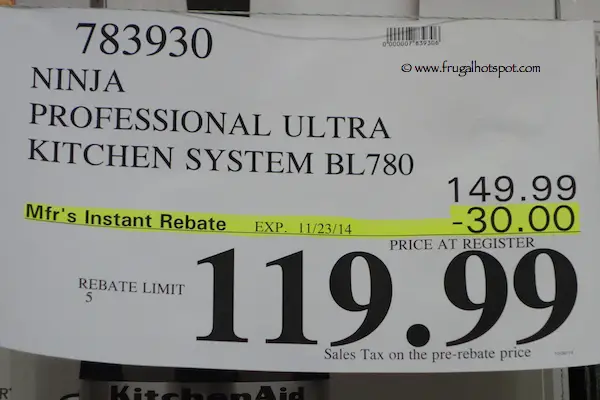 783930
© www.frugalhotspot.com
NINJA
PROFESSIONAL ULTRA
KITCHEN SYSTEM BL780
149.99
Mfr's Instant Rebate EXP. 11/23/14 -30.00
PRICE AT REGISTER
REBATE LIMIT
5
119.99
Sales Tax on the pre-rebate price
KitchenAid